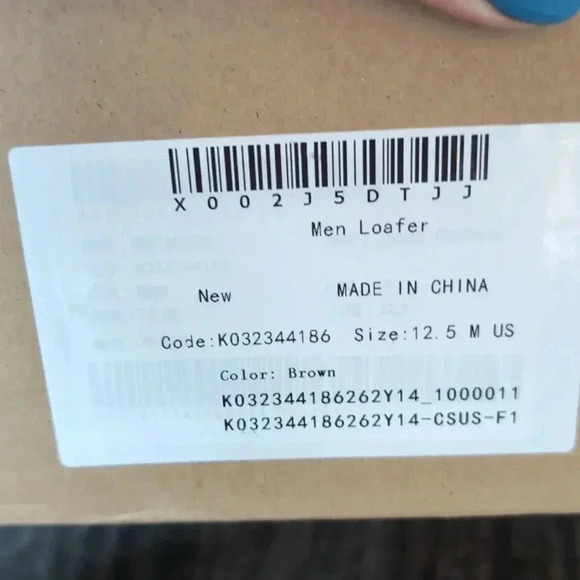 X002J5DTJJ
Men Loafer
New MADE IN CHINA
Code:K032344186 Size:12.5 M US
Color: Brown
K032344186262Y14_1000011
K032344186262Y14-CSUS-F1